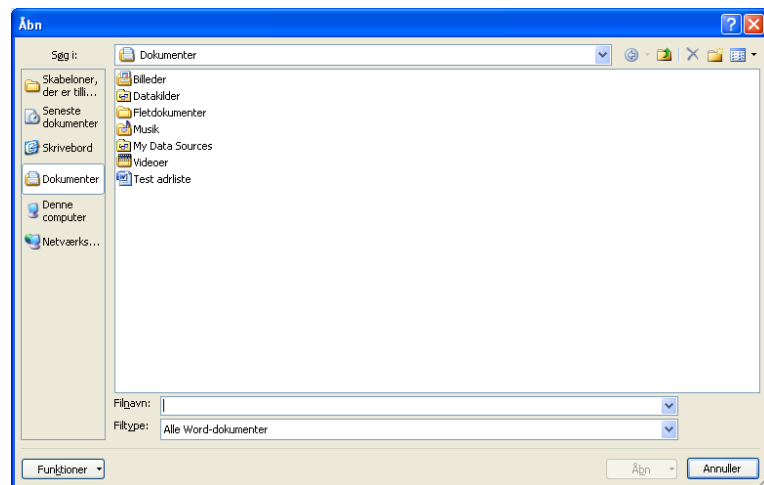 Åbn
Søg i:
Dokumenter
Skabeloner,
der er tilli...
Seneste
dokumenter
Skrivebord
Dokumenter
Denne
computer
Netværks...
Billeder
Datakilder
Fletdokumenter
Musik
My Data Sources
Videoer
Test adrliste
Filnavn:
Filtype:
Alle Word-dokumenter
Funktioner
Åbn
Annuller